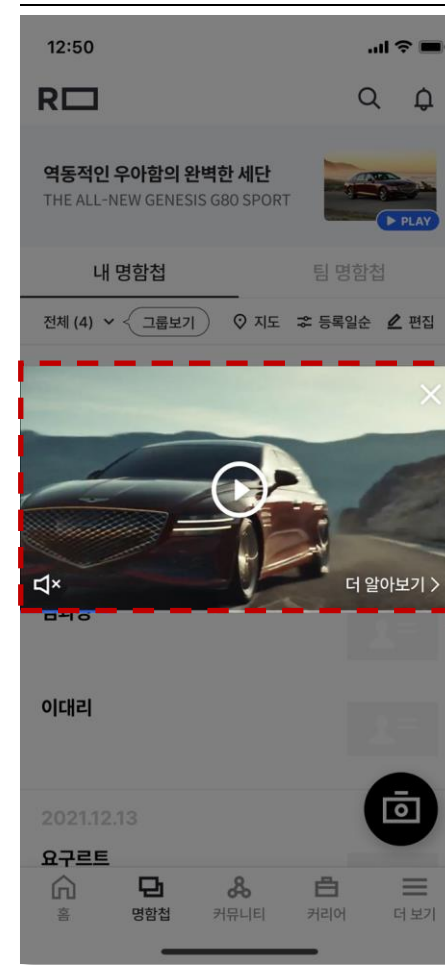 12:50
R
역동적인 우아함의 완벽한 세단
THE ALL-NEW GENESIS G80 SPORT
PLAY
내 명함첩
팀 명함첩
전체 (4)
그룹보기
지도
등록일순
편집
더 알아보기 >
이대리
2021.12.13
요구르트
홈
명함첩
커뮤니티
커리어
더 보기